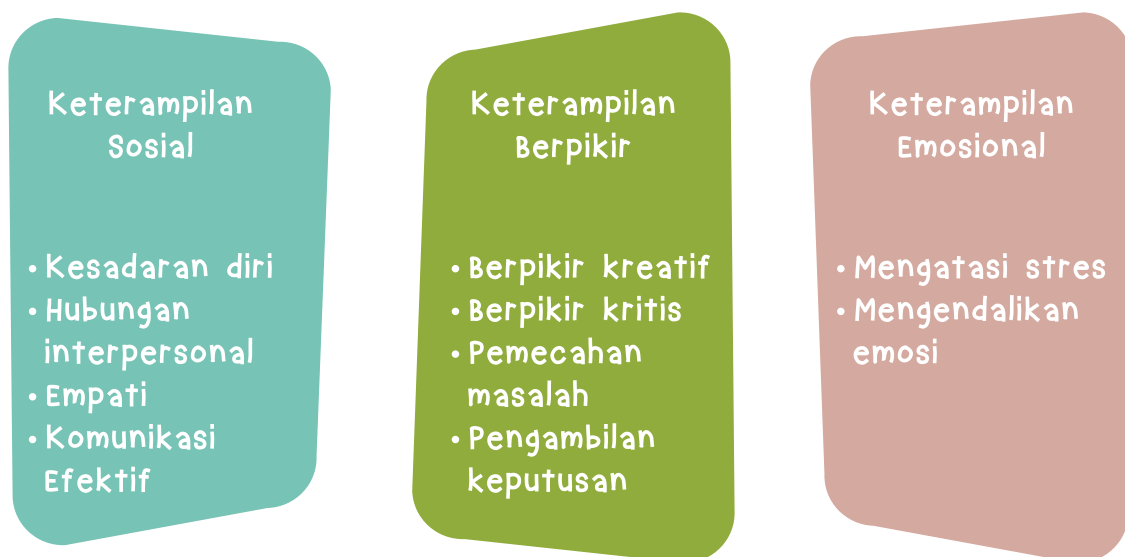 Keterampilan
Sosial
• Kesadaran diri
• Hubungan
interpersonal
• Empati
• Komunikasi
Efektif
Keterampilan
Berpikir
• Berpikir kreatif
• Berpikir kritis
• Pemecahan
masalah
• Pengambilan
keputusan
Keterampilan
Emosional
• Mengatasi stres
• Mengendalikan
emosi